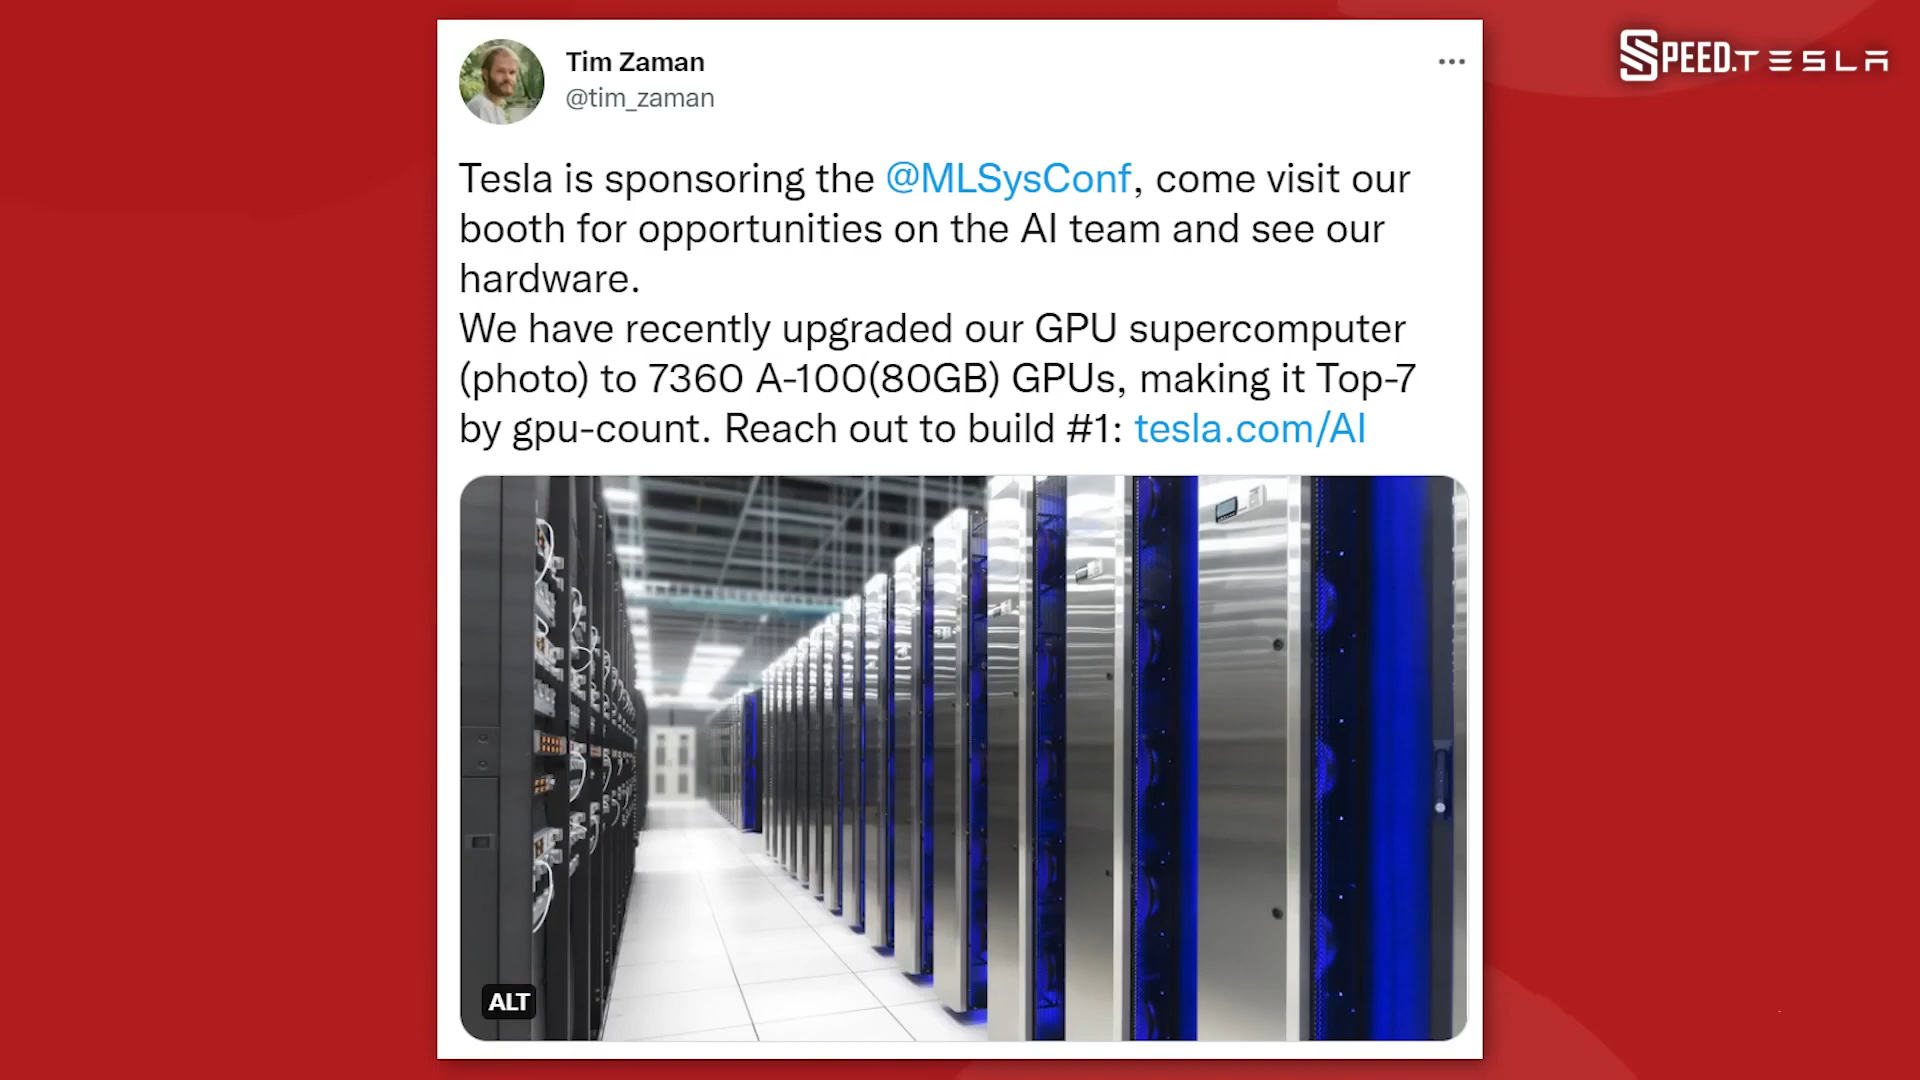 SPEED.TESLA
Tim Zaman
@tim_zaman
Tesla is sponsoring the @MLSysConf, come visit our
booth for opportunities on the AI team and see our
hardware.
We have recently upgraded our GPU supercomputer
(photo) to 7360 A-100(80GB) GPUs, making it Top-7
by gpu-count. Reach out to build #1: tesla.com/AI
ALT